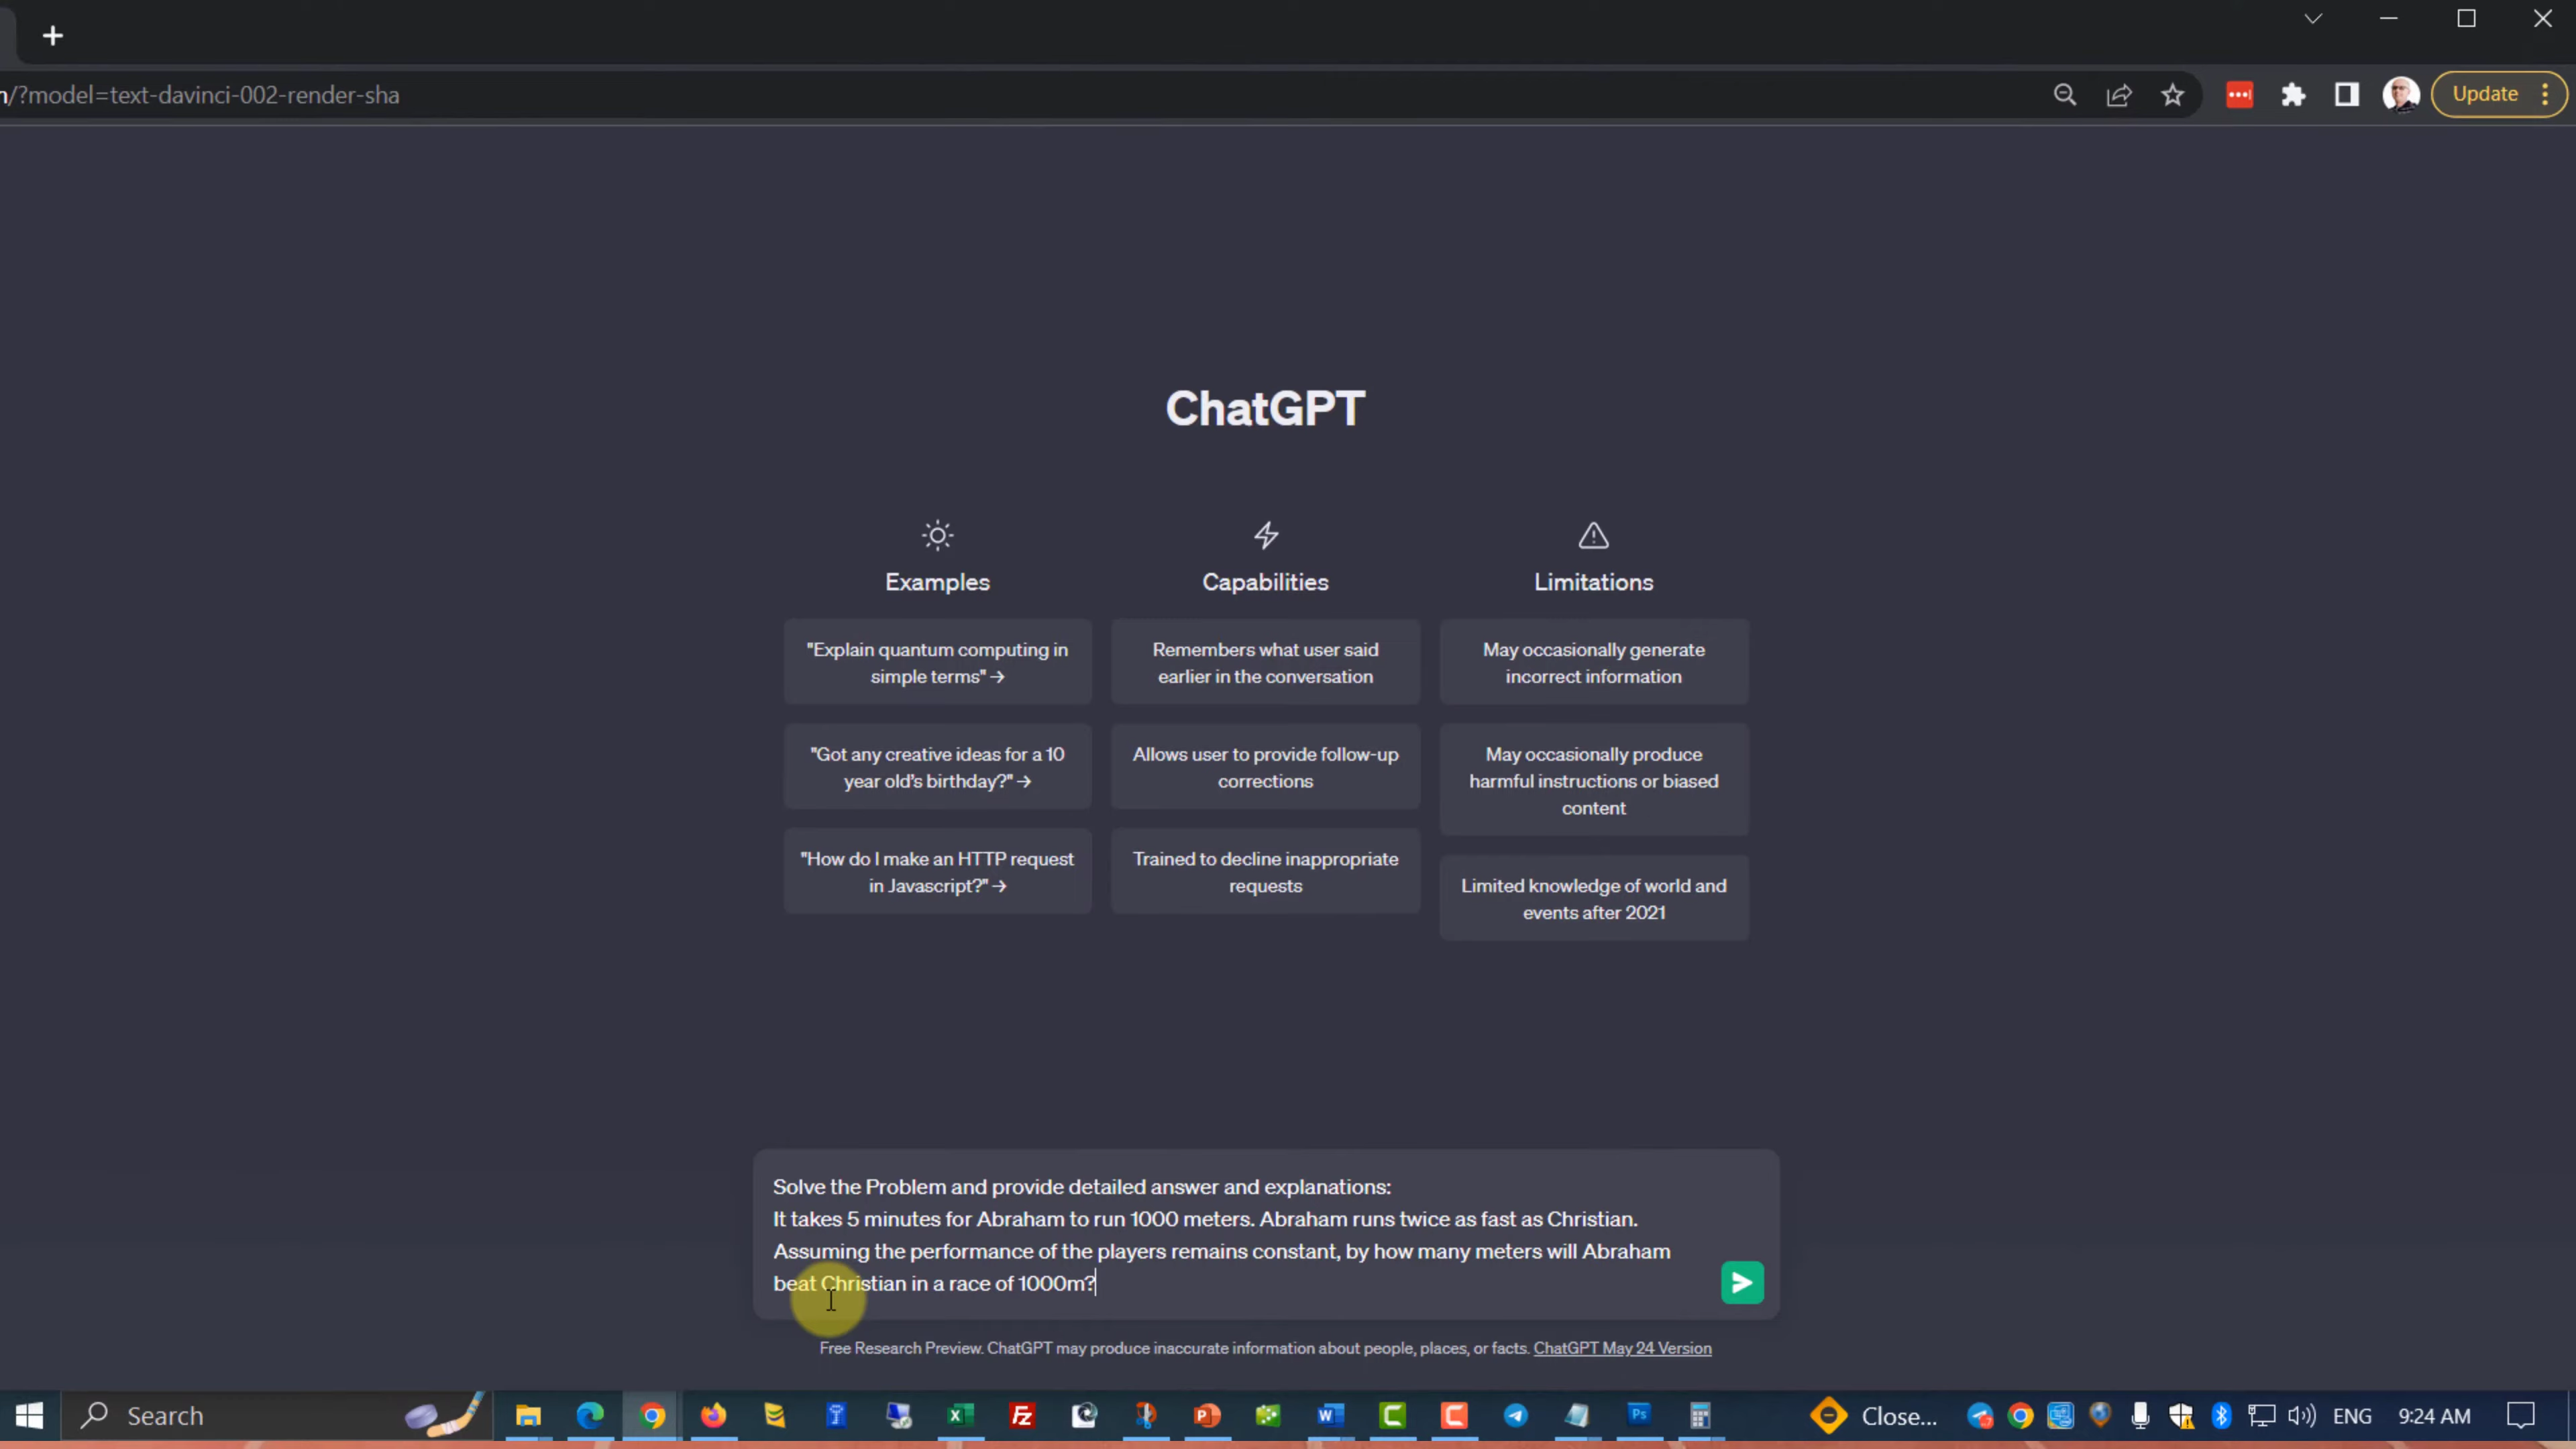 n/?model=text-davinci-002-render-sha
Update
ChatGPT
Examples
Capabilities
Limitations
"Explain quantum computing in
simple terms" →
Remembers what user said
earlier in the conversation
May occasionally generate
incorrect information
"Got any creative ideas for a 10
year old's birthday?" →
Allows user to provide follow-up
corrections
May occasionally produce
harmful instructions or biased
content
"How do I make an HTTP request
in Javascript?" →
Trained to decline inappropriate
requests
Limited knowledge of world and
events after 2021
Solve the Problem and provide detailed answer and explanations:
It takes 5 minutes for Abraham to run 1000 meters. Abraham runs twice as fast as Christian.
Assuming the performance of the players remains constant, by how many meters will Abraham
beat Christian in a race of 1000m?
Free Research Preview. ChatGPT may produce inaccurate information about people, places, or facts. ChatGPT May 24 Version
Search
Close...
ENG
9:24 AM